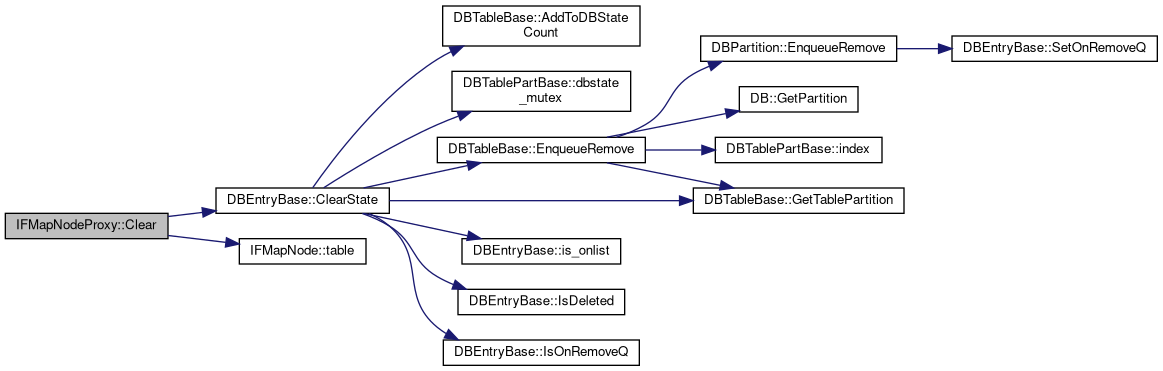 IFMapNodeProxy::Clear
DBEntryBase::ClearState
IFMapNode::table
DBTableBase::AddToDBState
Count
DBTablePartBase::dbstate
_mutex
DBTableBase::EnqueueRemove
DBEntryBase::is_onlist
DBEntryBase::IsDeleted
DBEntryBase::IsOnRemoveQ
DBPartition::EnqueueRemove
DB::GetPartition
DBTablePartBase::index
DBTableBase::GetTablePartition
DBEntryBase::SetOnRemoveQ